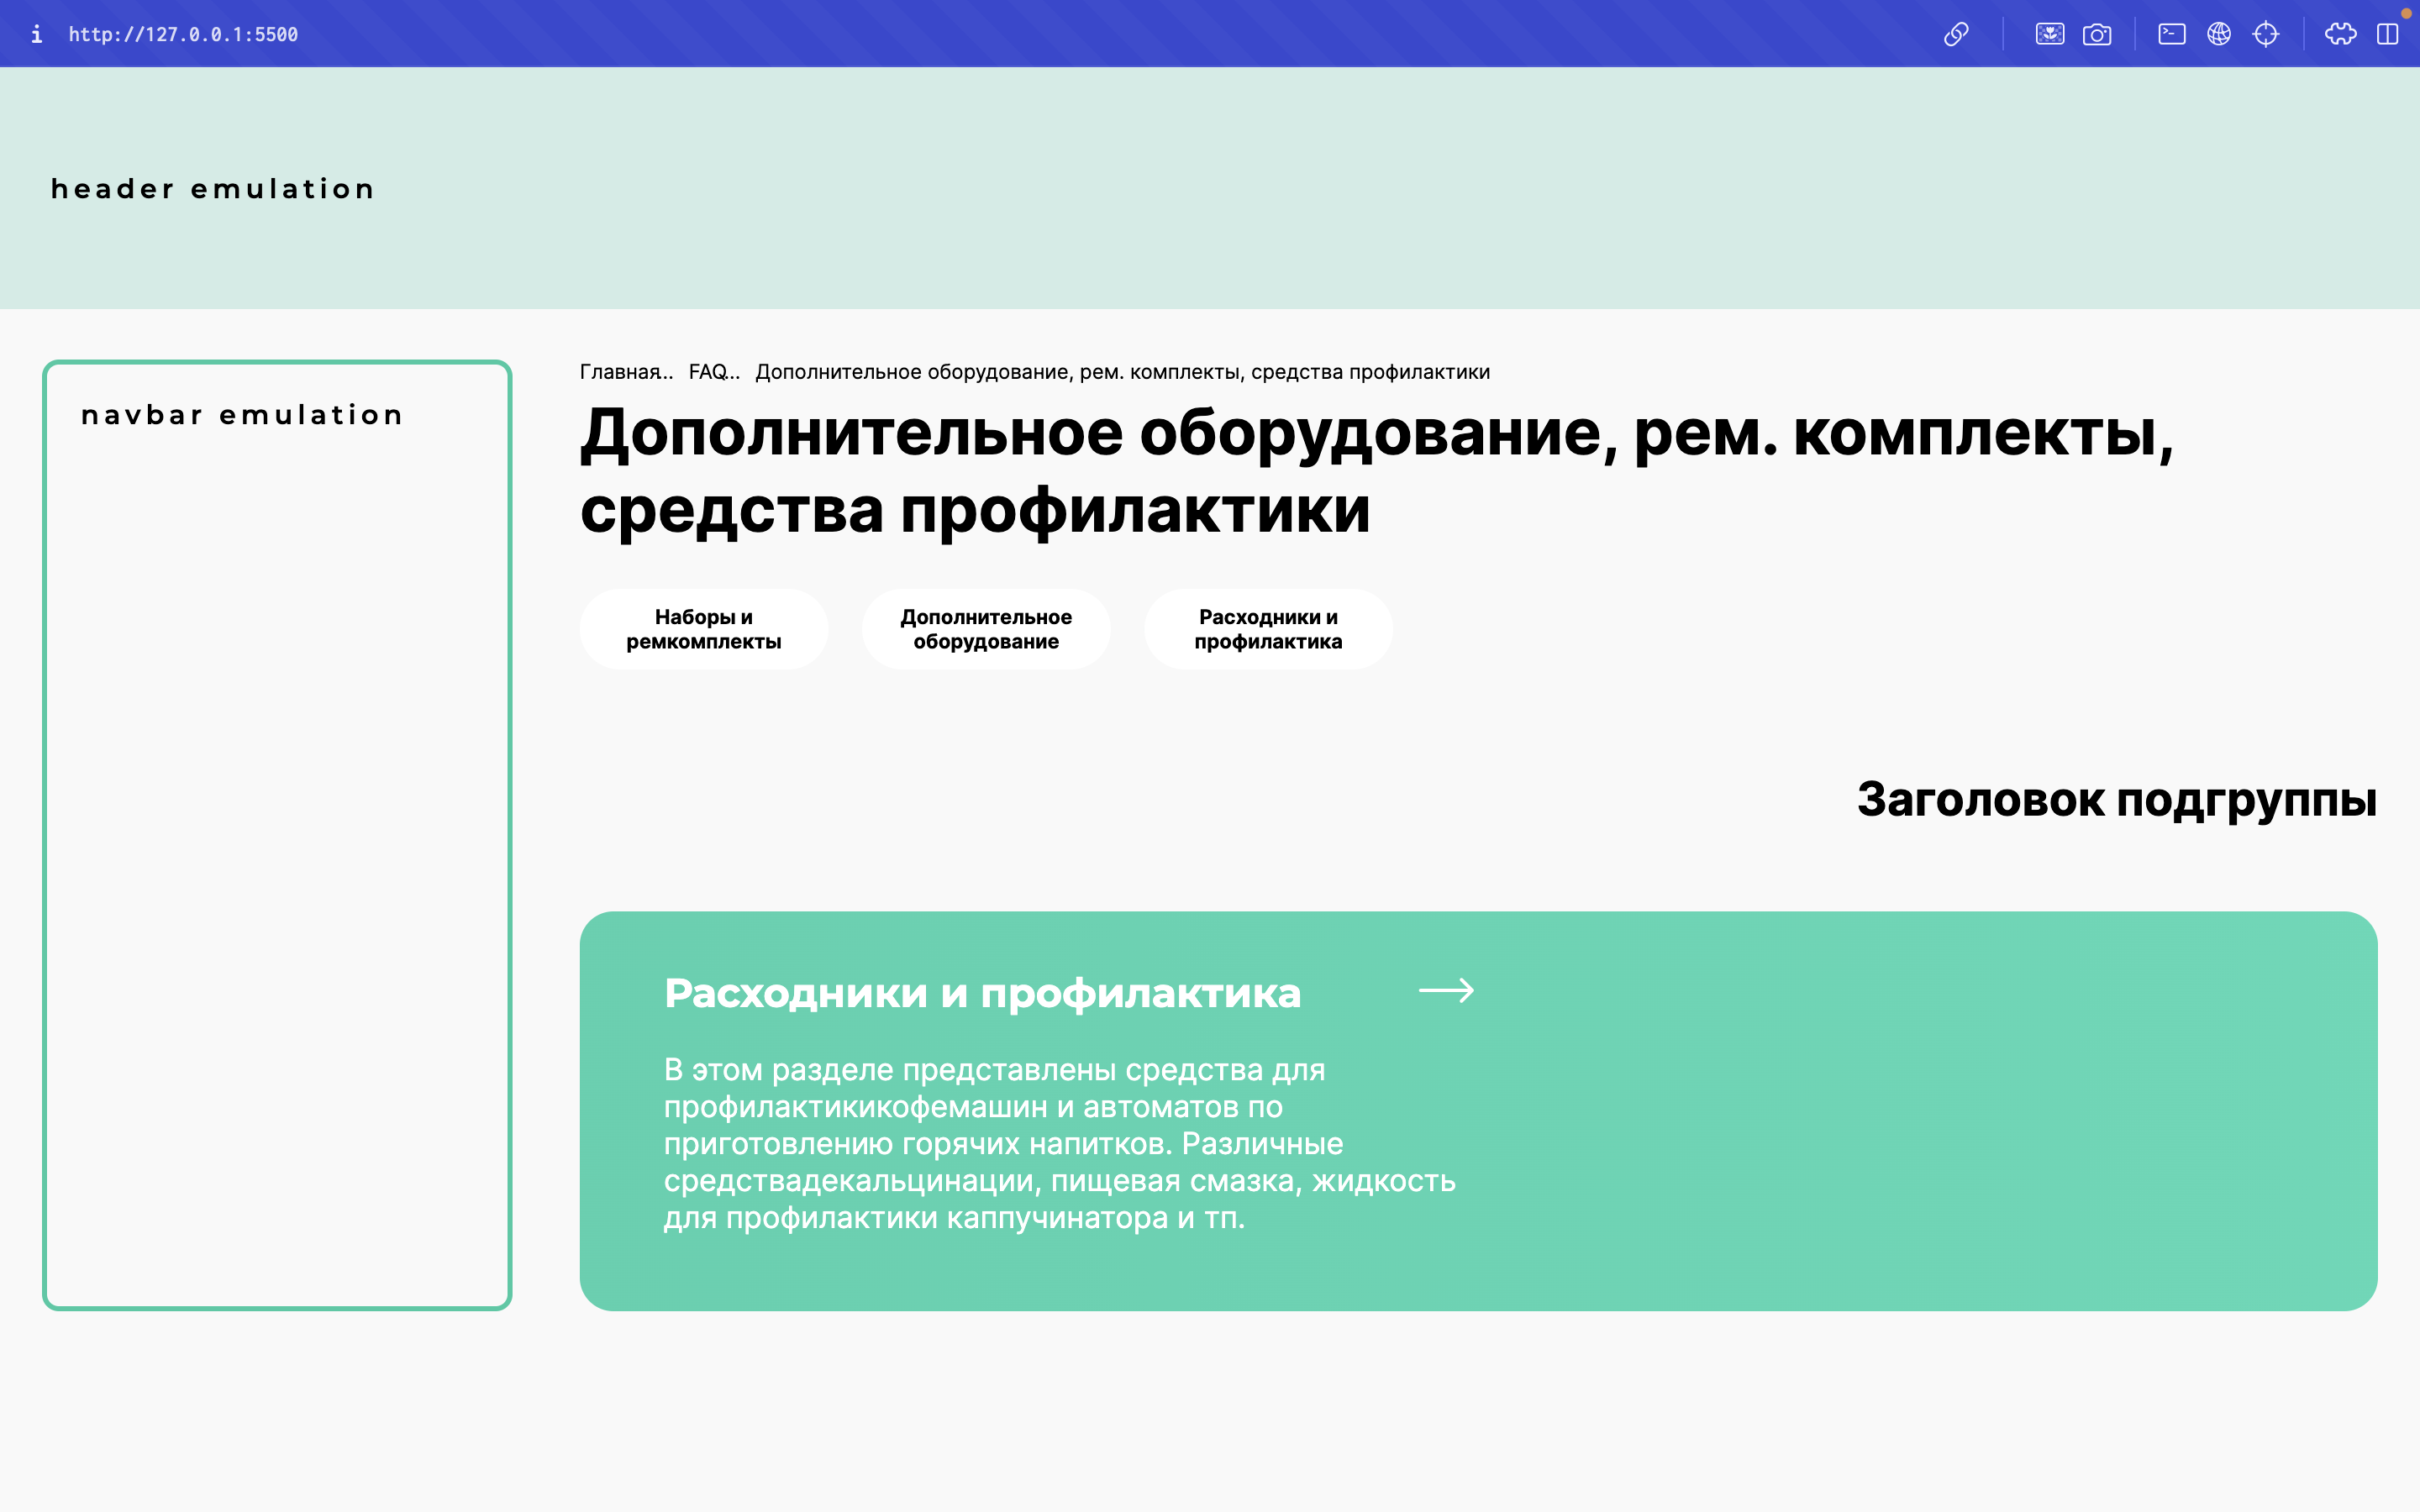 i http://127.0.0.1:5500
header emulation
navbar emulation
Главная... FAQ... Дополнительное оборудование, рем. комплекты, средства профилактики
Дополнительное оборудование, рем. комплекты,
средства профилактики
Наборы и
ремкомплекты
Дополнительное
оборудование
Расходники и
профилактика
Заголовок подгруппы
Расходники и профилактика
В этом разделе представлены средства для
профилактикикофемашин и автоматов по
приготовлению горячих напитков. Различные
средствадекальцинации, пищевая смазка, жидкость
для профилактики каппучинатора и тп.